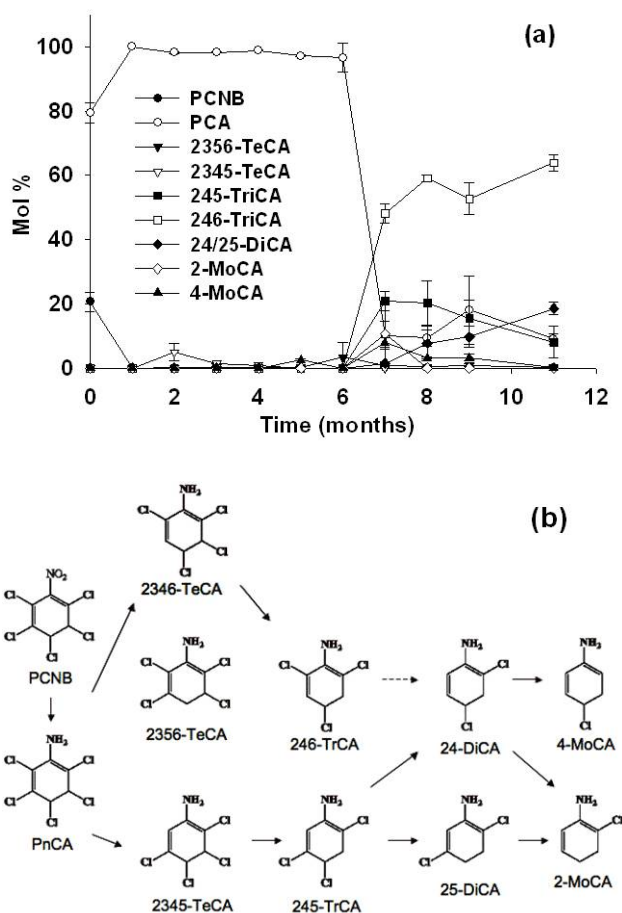 (a)
100
80
60
40
20
0
Mol %
PCNB
PCA
2356-TeCA
2345-TeCA
245-TriCA
246-TriCA
24/25-DiCA
2-MoCA
4-MoCA
0 2 4 6 8 10 12
Time (months)
(b)
NH2
Cl Cl
Cl
Cl
2346-TeCA
NO2
Cl Cl
Cl Cl
Cl
PCNB
NH2
Cl Cl
Cl Cl
2356-TeCA
NH2
Cl Cl
Cl
246-TrCA
NH2
Cl
Cl
24-DiCA
NH2
Cl
4-MoCA
NH2
Cl Cl
Cl Cl
Cl
PnCA
NH2
Cl
Cl Cl
Cl
2345-TeCA
NH2
Cl
Cl
Cl
245-TrCA
NH2
Cl
Cl
25-DiCA
NH2
Cl
2-MoCA